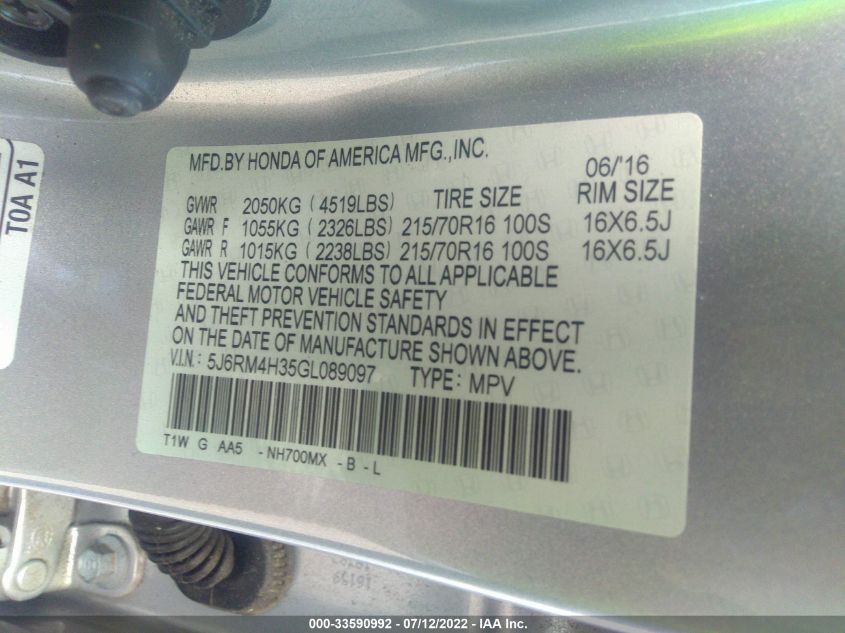 MFD.BY HONDA OF AMERICA MFG.,INC.
06/'16
GVWR 2050KG (4519LBS) TIRE SIZE RIM SIZE
GAWR F 1055KG (2326LBS) 215/70R16 100S 16X6.5J
GAWR R 1015KG (2238LBS) 215/70R16 100S 16X6.5J
THIS VEHICLE CONFORMS TO ALL APPLICABLE
FEDERAL MOTOR VEHICLE SAFETY
AND THEFT PREVENTION STANDARDS IN EFFECT
ON THE DATE OF MANUFACTURE SHOWN ABOVE.
V.I.N: 5J6RM4H35GL089097 TYPE: MPV
T1W G AA5 -NH700MX -B -L
TOA A1
16159
000-33590992 - 07/12/2022 - IAA Inc.